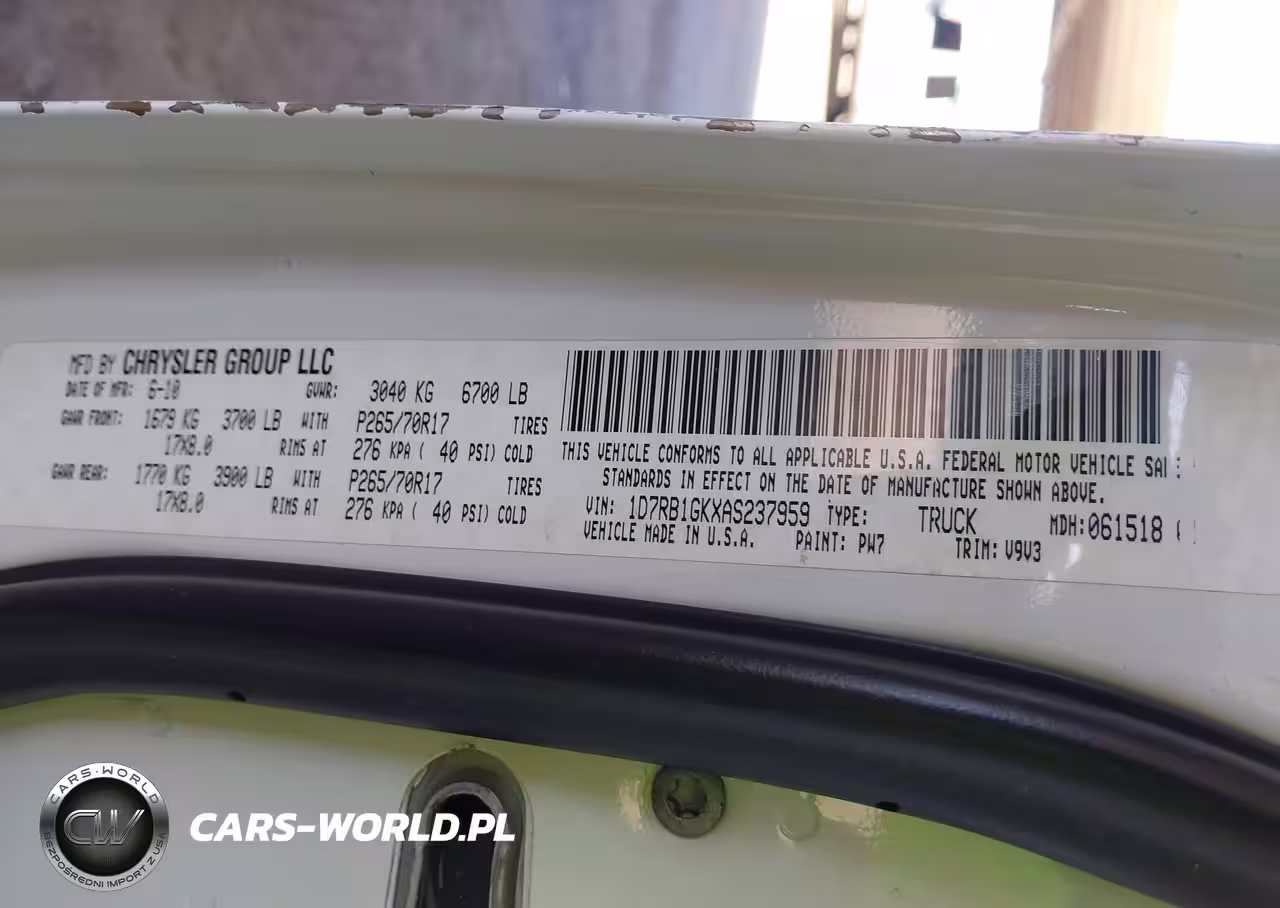 MFD BY CHRYSLER GROUP LLC
DATE OF MFR: 6-10 GVWR: 3040 KG 6700 LB
GAWR FRONT: 1679 KG 3700 LB WITH P265/70R17 TIRES
17X8.0 RIMS AT 276 KPA ( 40 PSI) COLD
GAWR REAR: 1770 KG 3900 LB WITH P265/70R17 TIRES
17X8.0 RIMS AT 276 KPA ( 40 PSI) COLD
THIS VEHICLE CONFORMS TO ALL APPLICABLE U.S.A. FEDERAL MOTOR VEHICLE
STANDARDS IN EFFECT ON THE DATE OF MANUFACTURE SHOWN ABOVE.
VIN: 1D7RB1GKXAS237959 TYPE: TRUCK MDH:061518
VEHICLE MADE IN U.S.A. PAINT: PW7 TRIM: V9V3
CARS-WORLD
CW
BEZPOŚREDNI IMPORT Z USA
CARS-WORLD.PL